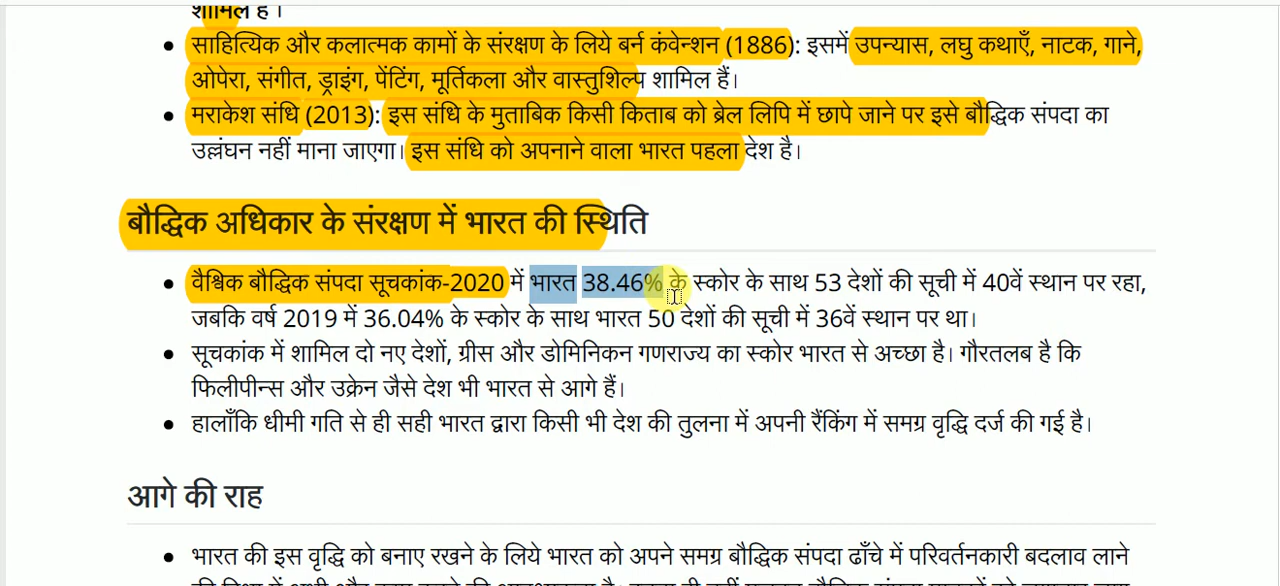 शामिल हैं।
साहित्यिक और कलात्मक कामों के संरक्षण के लिये बर्न कंवेन्शन (1886): इसमें उपन्यास, लघु कथाएँ, नाटक, गाने,
ओपेरा, संगीत, ड्राइंग, पेंटिंग, मूर्तिकला और वास्तुशिल्प शामिल हैं।
मराकेश संधि (2013): इस संधि के मुताबिक किसी किताब को ब्रेल लिपि में छापे जाने पर इसे बौद्धिक संपदा का
उल्लंघन नहीं माना जाएगा। इस संधि को अपनाने वाला भारत पहला देश है।
बौद्धिक अधिकार के संरक्षण में भारत की स्थिति
वैश्विक बौद्धिक संपदा सूचकांक-2020 में भारत 38.46% के स्कोर के साथ 53 देशों की सूची में 40वें स्थान पर रहा,
जबकि वर्ष 2019 में 36.04% के स्कोर के साथ भारत 50 देशों की सूची में 36वें स्थान पर था।
सूचकांक में शामिल दो नए देशों, ग्रीस और डोमिनिकन गणराज्य का स्कोर भारत से अच्छा है। गौरतलब है कि
फिलीपीन्स और उक्रेन जैसे देश भी भारत से आगे हैं।
हालाँकि धीमी गति से ही सही भारत द्वारा किसी भी देश की तुलना में अपनी रैंकिंग में समग्र वृद्धि दर्ज की गई है।
आगे की राह
भारत की इस वृद्धि को बनाए रखने के लिये भारत को अपने समग्र बौद्धिक संपदा ढाँचे में परिवर्तनकारी बदलाव लाने